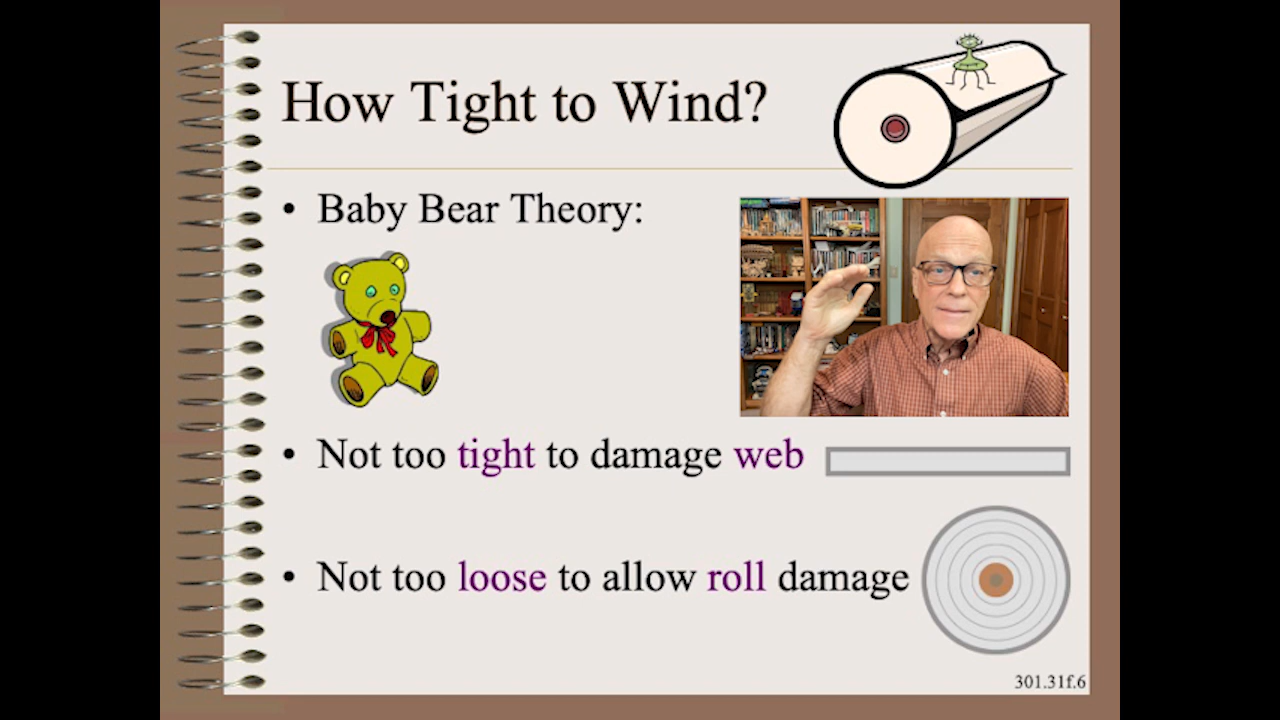 How Tight to Wind?
• Baby Bear Theory:
• Not too tight to damage web
• Not too loose to allow roll damage
301.31f.6